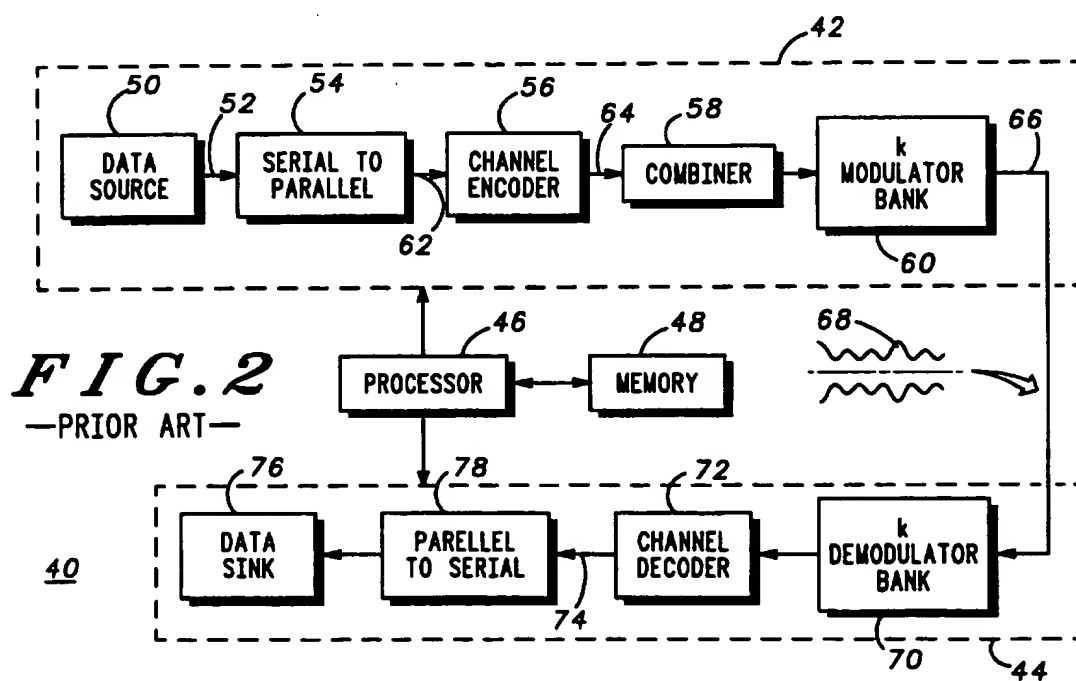 42
50
52
54
56
64
58
66
DATA
SOURCE
SERIAL TO
PARALLEL
CHANNEL
ENCODER
COMBINER
k
MODULATOR
BANK
62
60
46
48
68
FIG.2
—PRIOR ART—
PROCESSOR
MEMORY
76
78
72
40
DATA
SINK
PARELLEL
TO SERIAL
CHANNEL
DECODER
k
DEMODULATOR
BANK
74
70
44